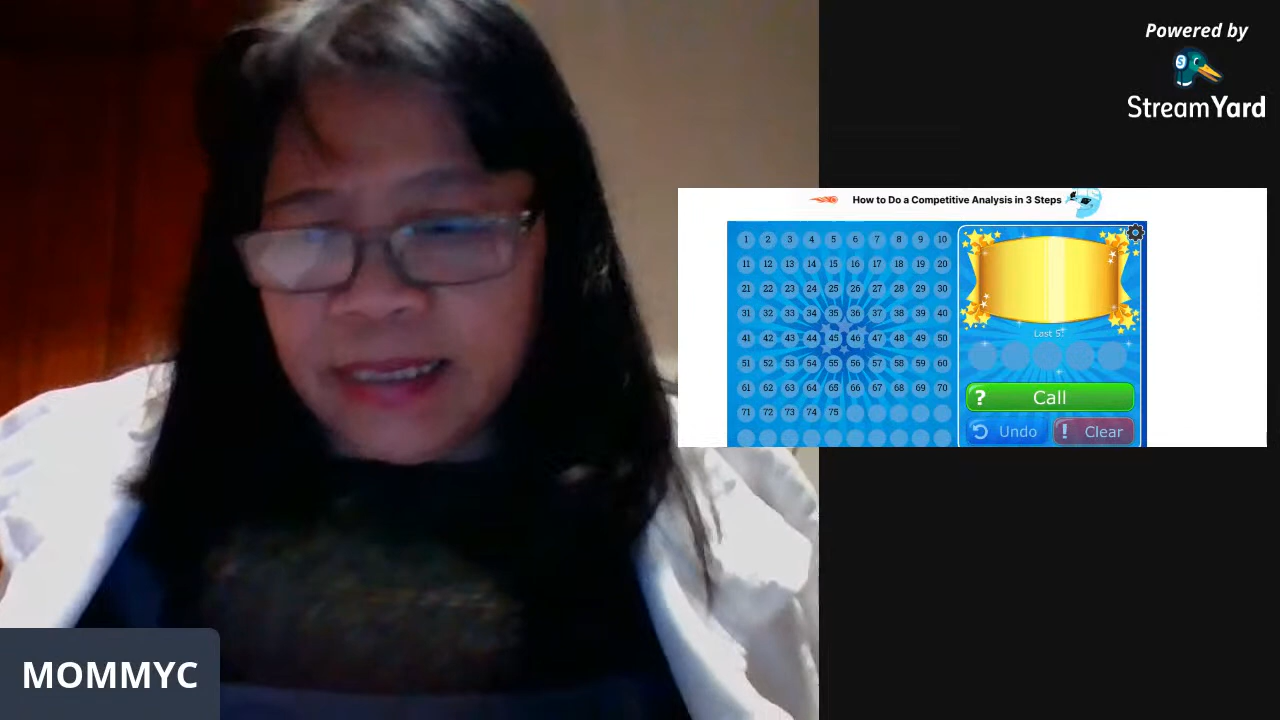 Powered by
StreamYard
How to Do a Competitive Analysis in 3 Steps
1 2 3 4 5 6 7 8 9 10
11 12 13 14 15 16 17 18 19 20
21 22 23 24 25 26 27 28 29 30
31 32 33 34 35 36 37 38 39 40
41 42 43 44 45 46 47 48 49 50
51 52 53 54 55 56 57 58 59 60
61 62 63 64 65 66 67 68 69 70
71 72 73 74 75
Last 5:
? Call
Undo ! Clear
MOMMYC